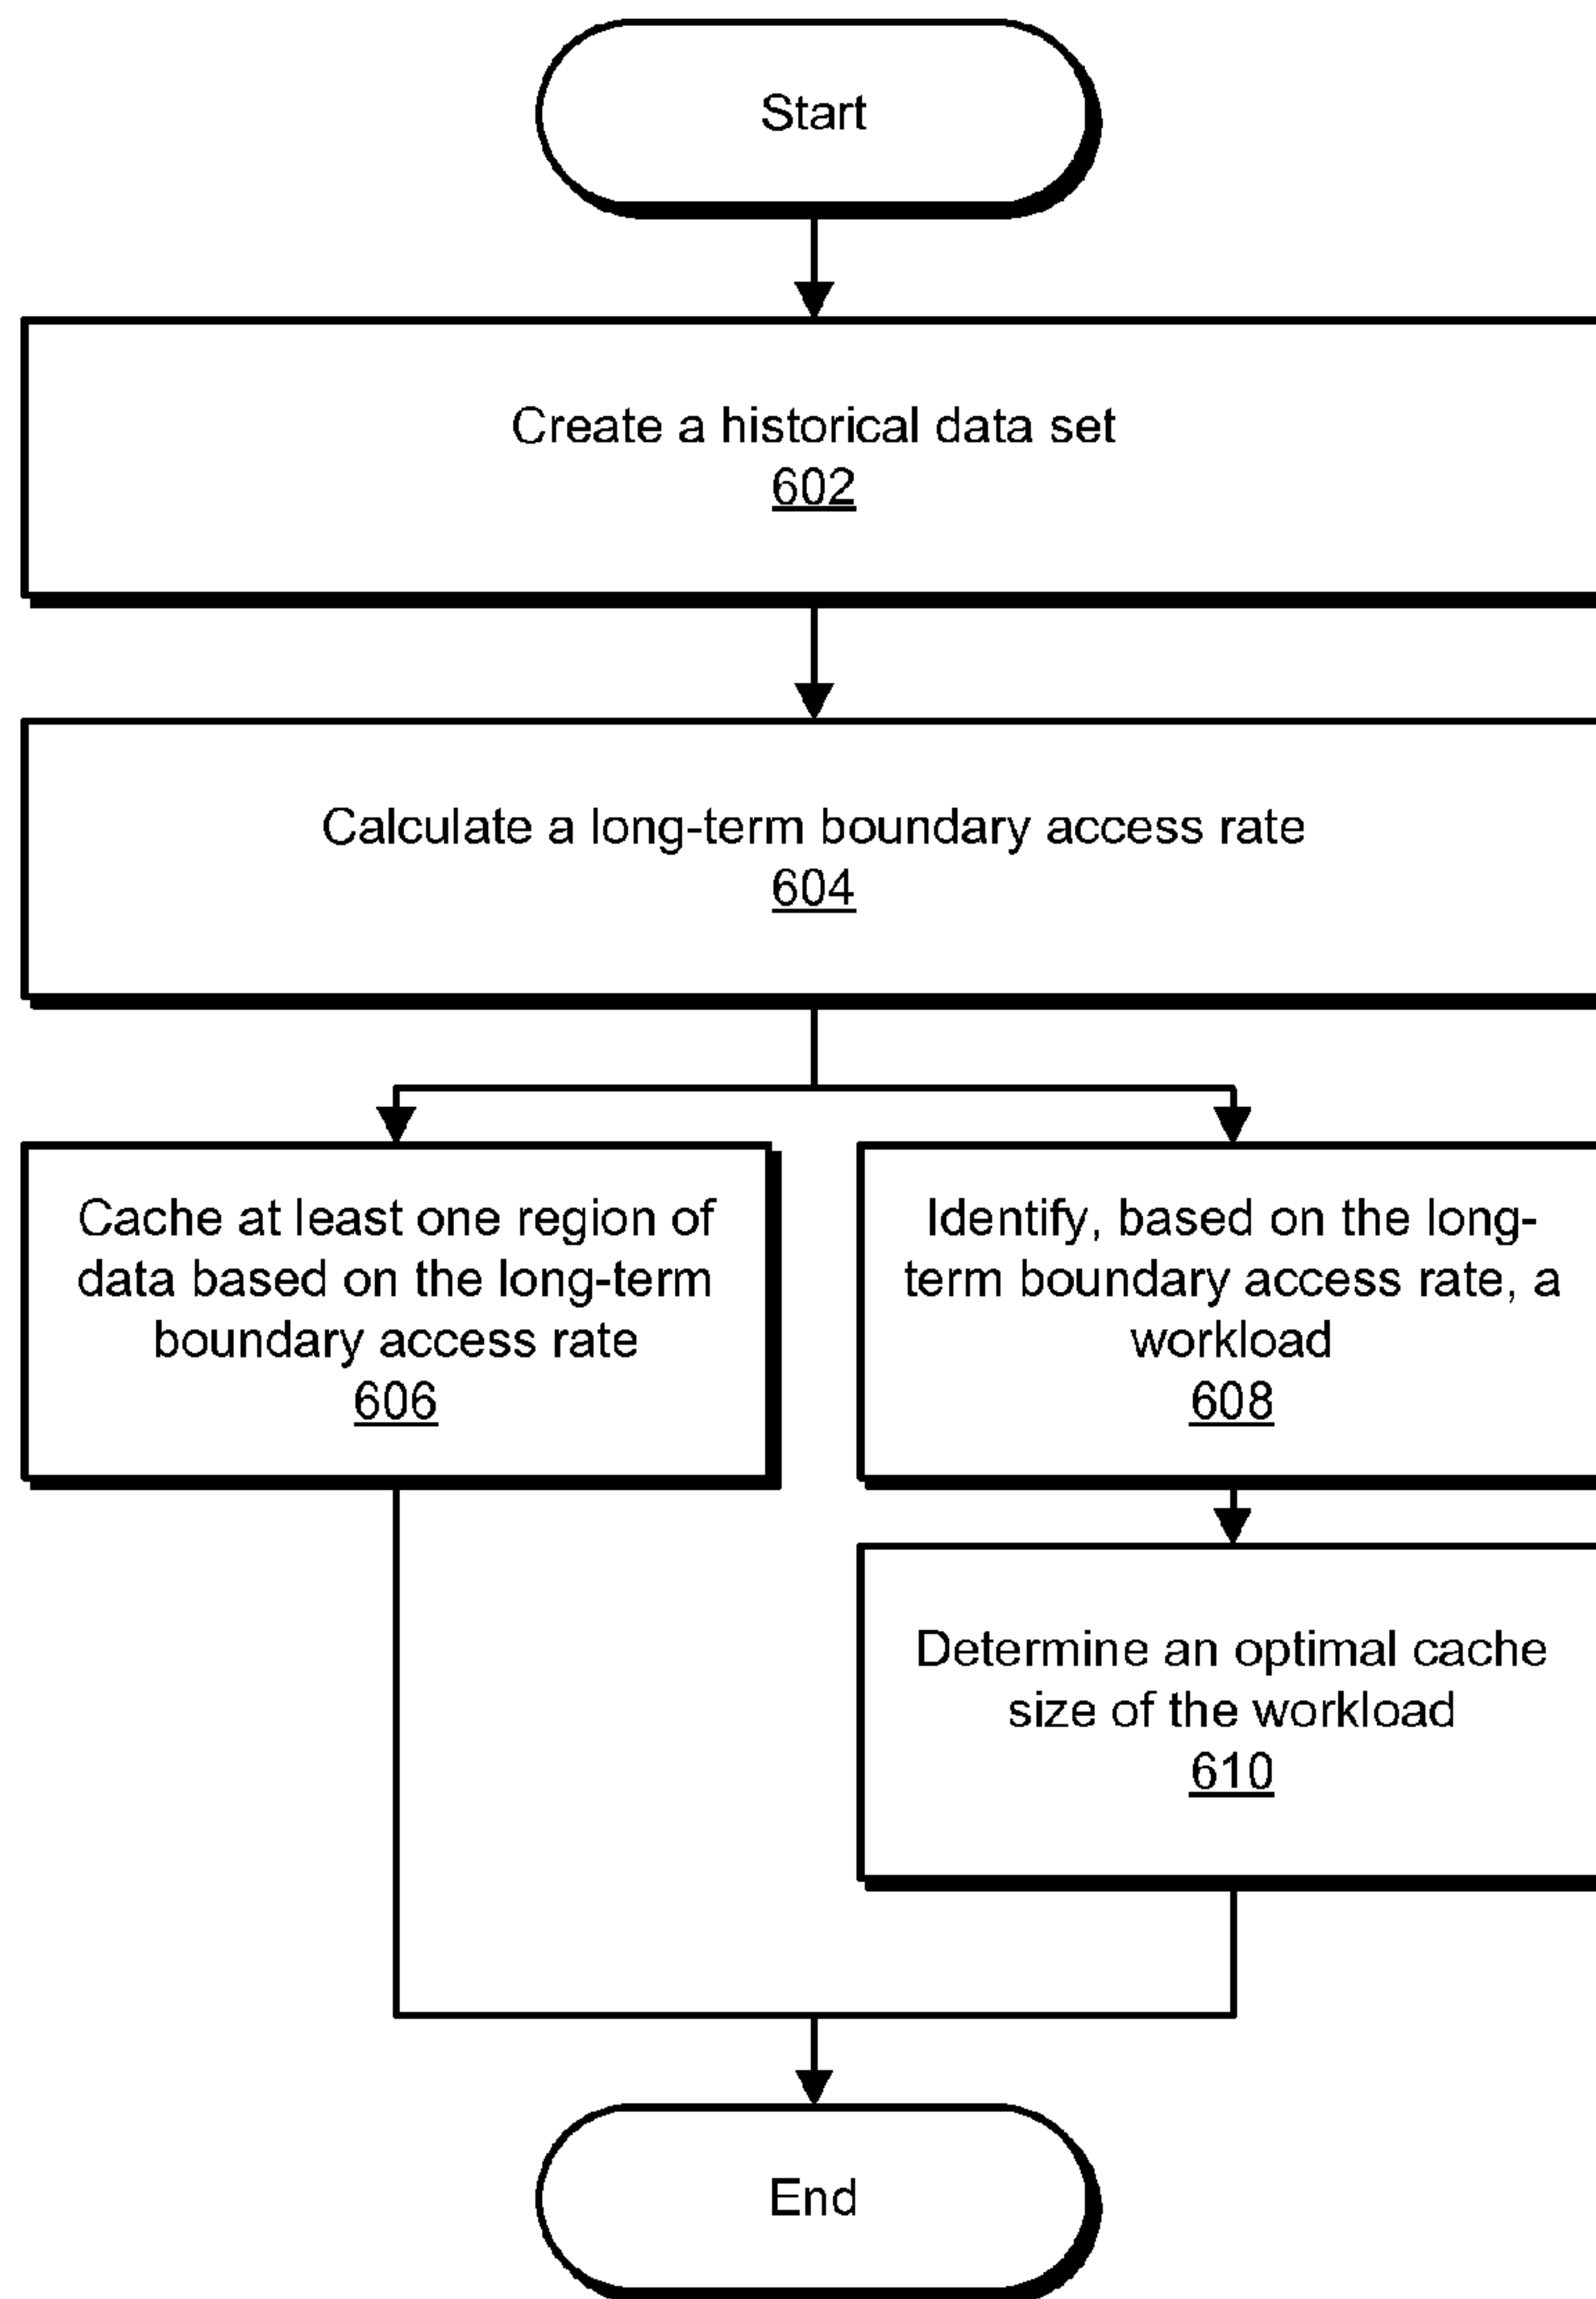 Start
Create a historical data set
602
Calculate a long-term boundary access rate
604
Cache at least one region of
data based on the long-term
boundary access rate
606
Identify, based on the long-
term boundary access rate, a
workload
608
Determine an optimal cache
size of the workload
610
End